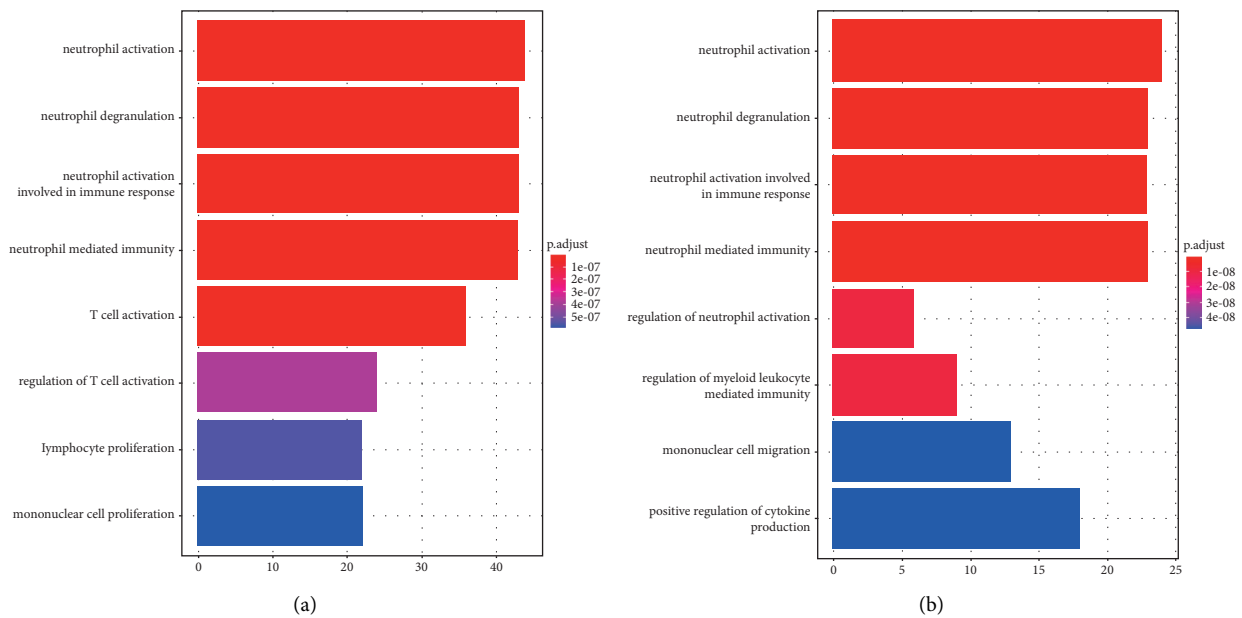 neutrophil activation
neutrophil degranulation
neutrophil activation
involved in immune response
neutrophil mediated immunity
T cell activation
regulation of T cell activation
lymphocyte proliferation
mononuclear cell proliferation
0 10 20 30 40
p.adjust
1e-07
2e-07
3e-07
4e-07
5e-07
(a)
neutrophil activation
neutrophil degranulation
neutrophil activation involved
in immune response
neutrophil mediated immunity
regulation of neutrophil activation
regulation of myeloid leukocyte
mediated immunity
mononuclear cell migration
positive regulation of cytokine
production
0 5 10 15 20 25
p.adjust
1e-08
2e-08
3e-08
4e-08
(b)